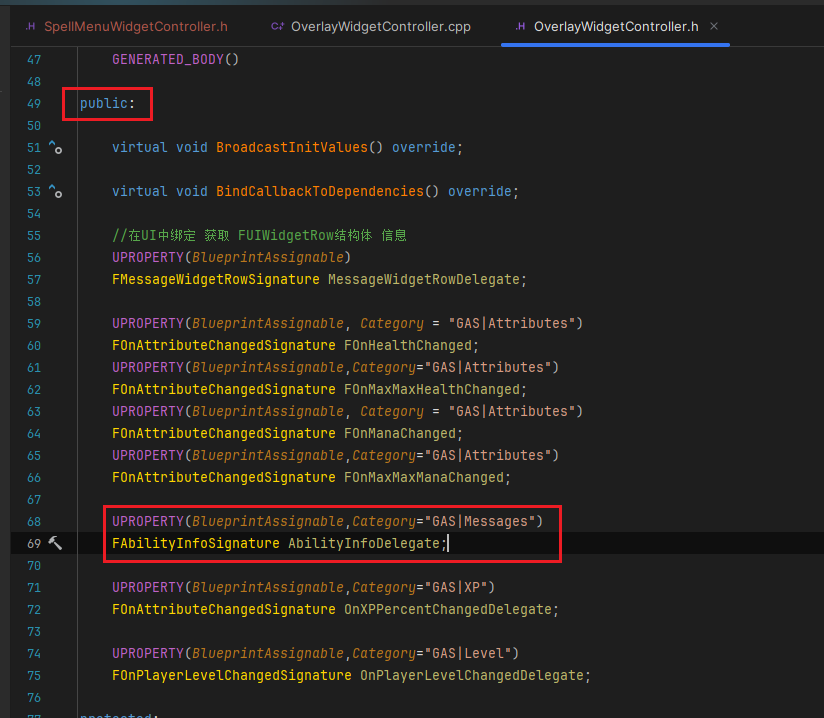 SpellMenuWidgetController.h OverlayWidgetController.cpp OverlayWidgetController.h
47 GENERATED_BODY()
48
49 public:
50
51 virtual void BroadcastInitValues() override;
52
53 virtual void BindCallbackToDependencies() override;
54
55 //在UI中绑定 获取 FUIWidgetRow结构体 信息
56 UPROPERTY(BlueprintAssignable)
57 FMessageWidgetRowSignature MessageWidgetRowDelegate;
58
59 UPROPERTY(BlueprintAssignable, Category = "GAS|Attributes")
60 FOnAttributeChangedSignature FOnHealthChanged;
61 UPROPERTY(BlueprintAssignable,Category="GAS|Attributes")
62 FOnAttributeChangedSignature FOnMaxMaxHealthChanged;
63 UPROPERTY(BlueprintAssignable, Category = "GAS|Attributes")
64 FOnAttributeChangedSignature FOnManaChanged;
65 UPROPERTY(BlueprintAssignable,Category="GAS|Attributes")
66 FOnAttributeChangedSignature FOnMaxMaxManaChanged;
67
68 UPROPERTY(BlueprintAssignable,Category="GAS|Messages")
69 FAbilityInfoSignature AbilityInfoDelegate;
70
71 UPROPERTY(BlueprintAssignable,Category="GAS|XP")
72 FOnAttributeChangedSignature OnXPPercentChangedDelegate;
73
74 UPROPERTY(BlueprintAssignable,Category="GAS|Level")
75 FOnPlayerLevelChangedSignature OnPlayerLevelChangedDelegate;
76
77 protected: